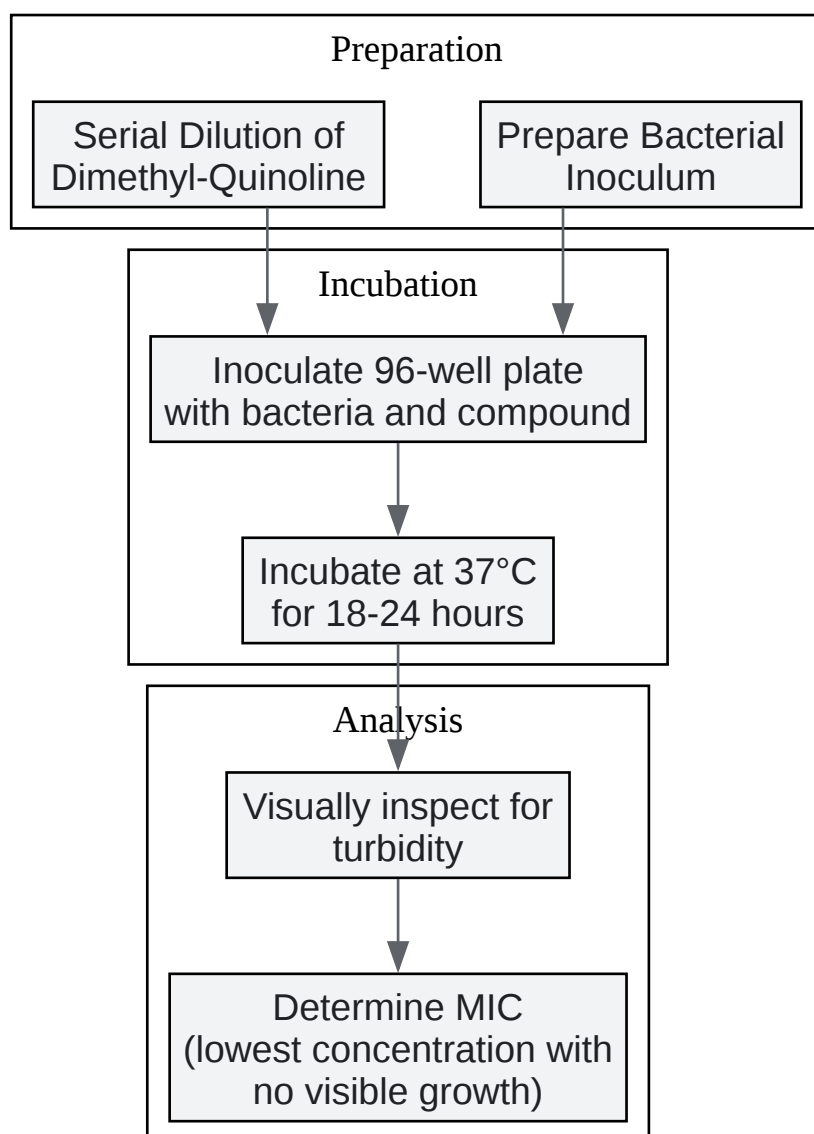 Preparation
Serial Dilution of
Dimethyl-Quinoline
Prepare Bacterial
Inoculum
Incubation
Inoculate 96-well plate
with bacteria and compound
Incubate at 37°C
for 18-24 hours
Analysis
Visually inspect for
turbidity
Determine MIC
(lowest concentration with
no visible growth)